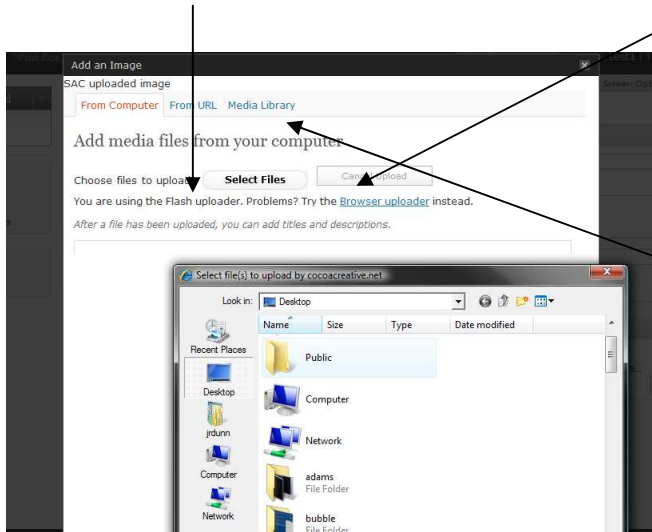 Add an Image
SAC uploaded image
From Computer From URL Media Library
Add media files from your computer
Choose files to upload Select Files Cancel Upload
You are using the Flash uploader. Problems? Try the Browser uploader instead.
After a file has been uploaded, you can add titles and descriptions.
Select file(s) to upload by cocoacreative.net
Look in: Desktop
Name Size Type Date modified
Recent Places
Desktop
jrdunn
Computer
Network
Public
Computer
Network
adams
File Folder
bubble
File Folder